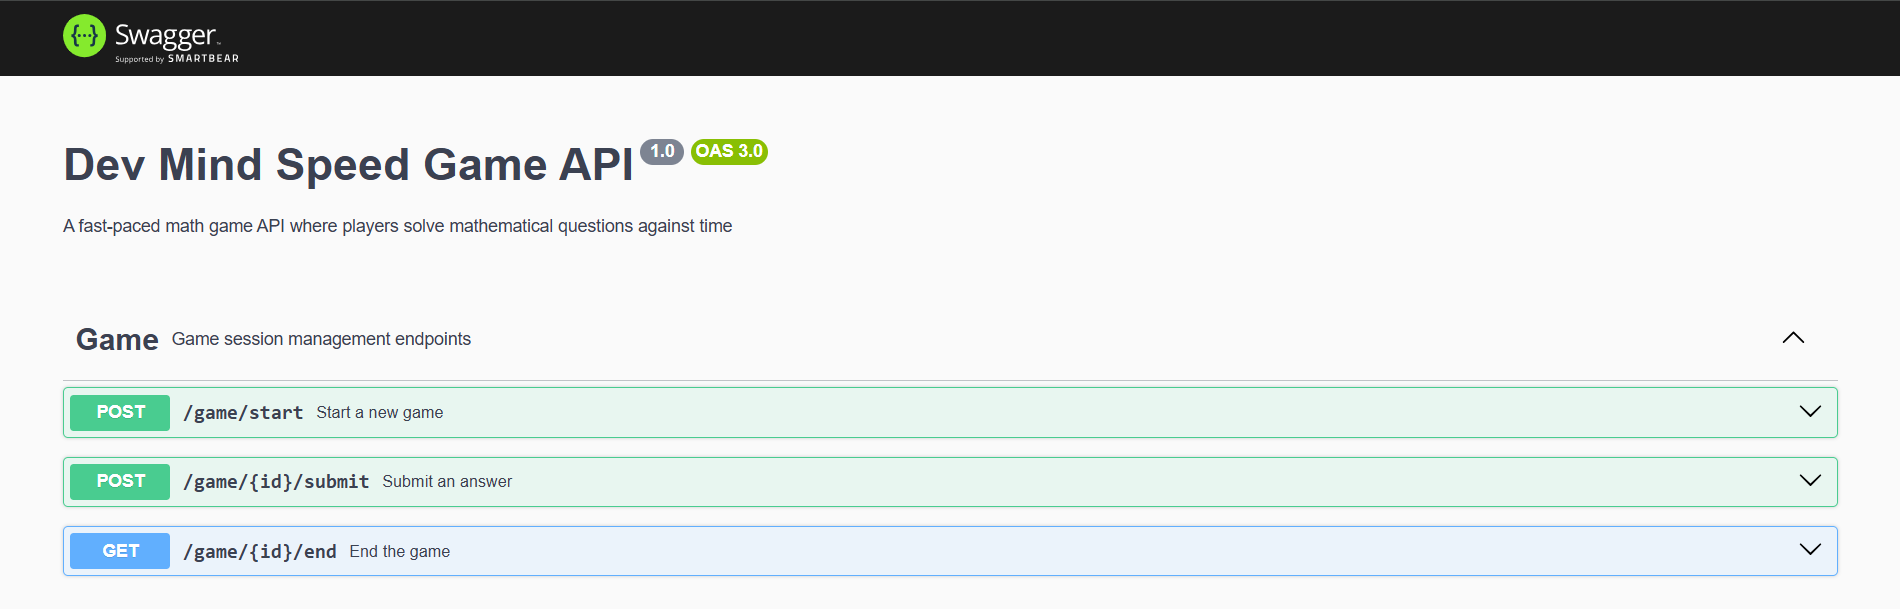 {...} Swagger™
Supported by SMARTBEAR
Dev Mind Speed Game API 1.0 OAS 3.0
A fast-paced math game API where players solve mathematical questions against time
Game Game session management endpoints
POST /game/start Start a new game
POST /game/{id}/submit Submit an answer
GET /game/{id}/end End the game